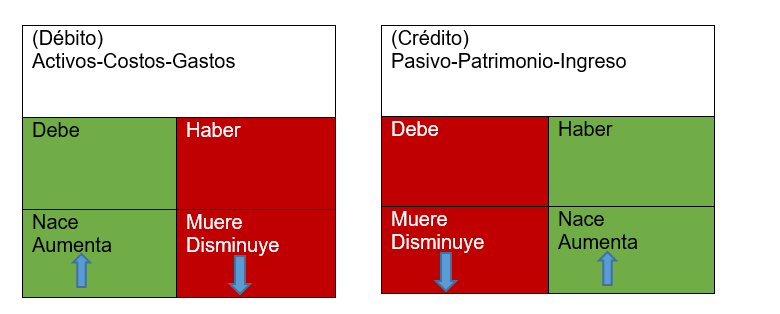 (Débito)
Activos-Costos-Gastos
Debe
Haber
Nace
Aumenta
Muere
Disminuye
(Crédito)
Pasivo-Patrimonio-Ingreso
Debe
Haber
Muere
Disminuye
Nace
Aumenta